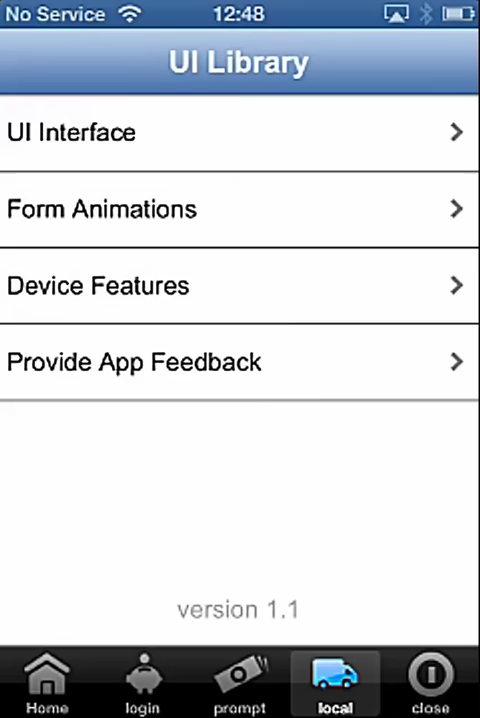 No Service 12:48
UI Library
UI Interface
Form Animations
Device Features
Provide App Feedback
version 1.1
Home login prompt local close